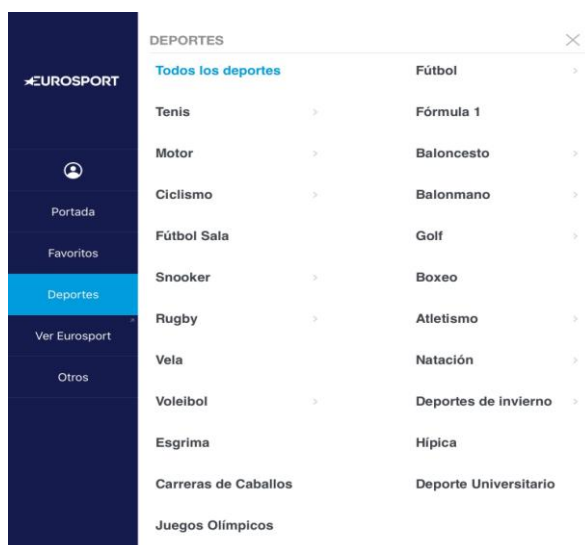 EUROSPORT
Portada
Favoritos
Deportes
Ver Eurosport
Otros
DEPORTES
Todos los deportes
Fútbol
Tenis
Fórmula 1
Motor
Baloncesto
Ciclismo
Balonmano
Fútbol Sala
Golf
Snooker
Boxeo
Rugby
Atletismo
Vela
Natación
Voleibol
Deportes de invierno
Esgrima
Hípica
Carreras de Caballos
Deporte Universitario
Juegos Olímpicos